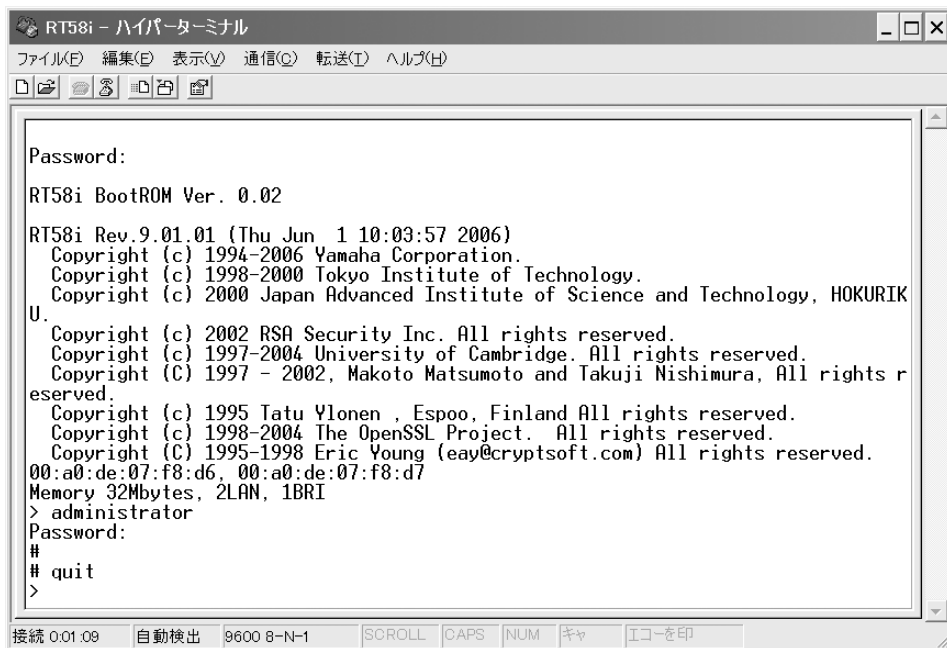 RT58i - ハイパーターミナル
ファイル(F) 編集(E) 表示(V) 通信(C) 転送(T) ヘルプ(H)
Password:
RT58i BootROM Ver. 0.02
RT58i Rev.9.01.01 (Thu Jun  1 10:03:57 2006)
  Copyright (c) 1994-2006 Yamaha Corporation.
  Copyright (c) 1998-2000 Tokyo Institute of Technology.
  Copyright (c) 2000 Japan Advanced Institute of Science and Technology, HOKURIK
U.
  Copyright (c) 2002 RSA Security Inc. All rights reserved.
  Copyright (c) 1997-2004 University of Cambridge. All rights reserved.
  Copyright (C) 1997 - 2002, Makoto Matsumoto and Takuji Nishimura, All rights r
eserved.
  Copyright (c) 1995 Tatu Ylonen , Espoo, Finland All rights reserved.
  Copyright (c) 1998-2004 The OpenSSL Project.  All rights reserved.
  Copyright (C) 1995-1998 Eric Young (eay@cryptsoft.com) All rights reserved.
00:a0:de:07:f8:d6, 00:a0:de:07:f8:d7
Memory 32Mbytes, 2LAN, 1BRI
> administrator
Password:
#
# quit
>
接続 0:01:09 自動検出 9600 8-N-1 SCROLL CAPS NUM キャ エコーを印